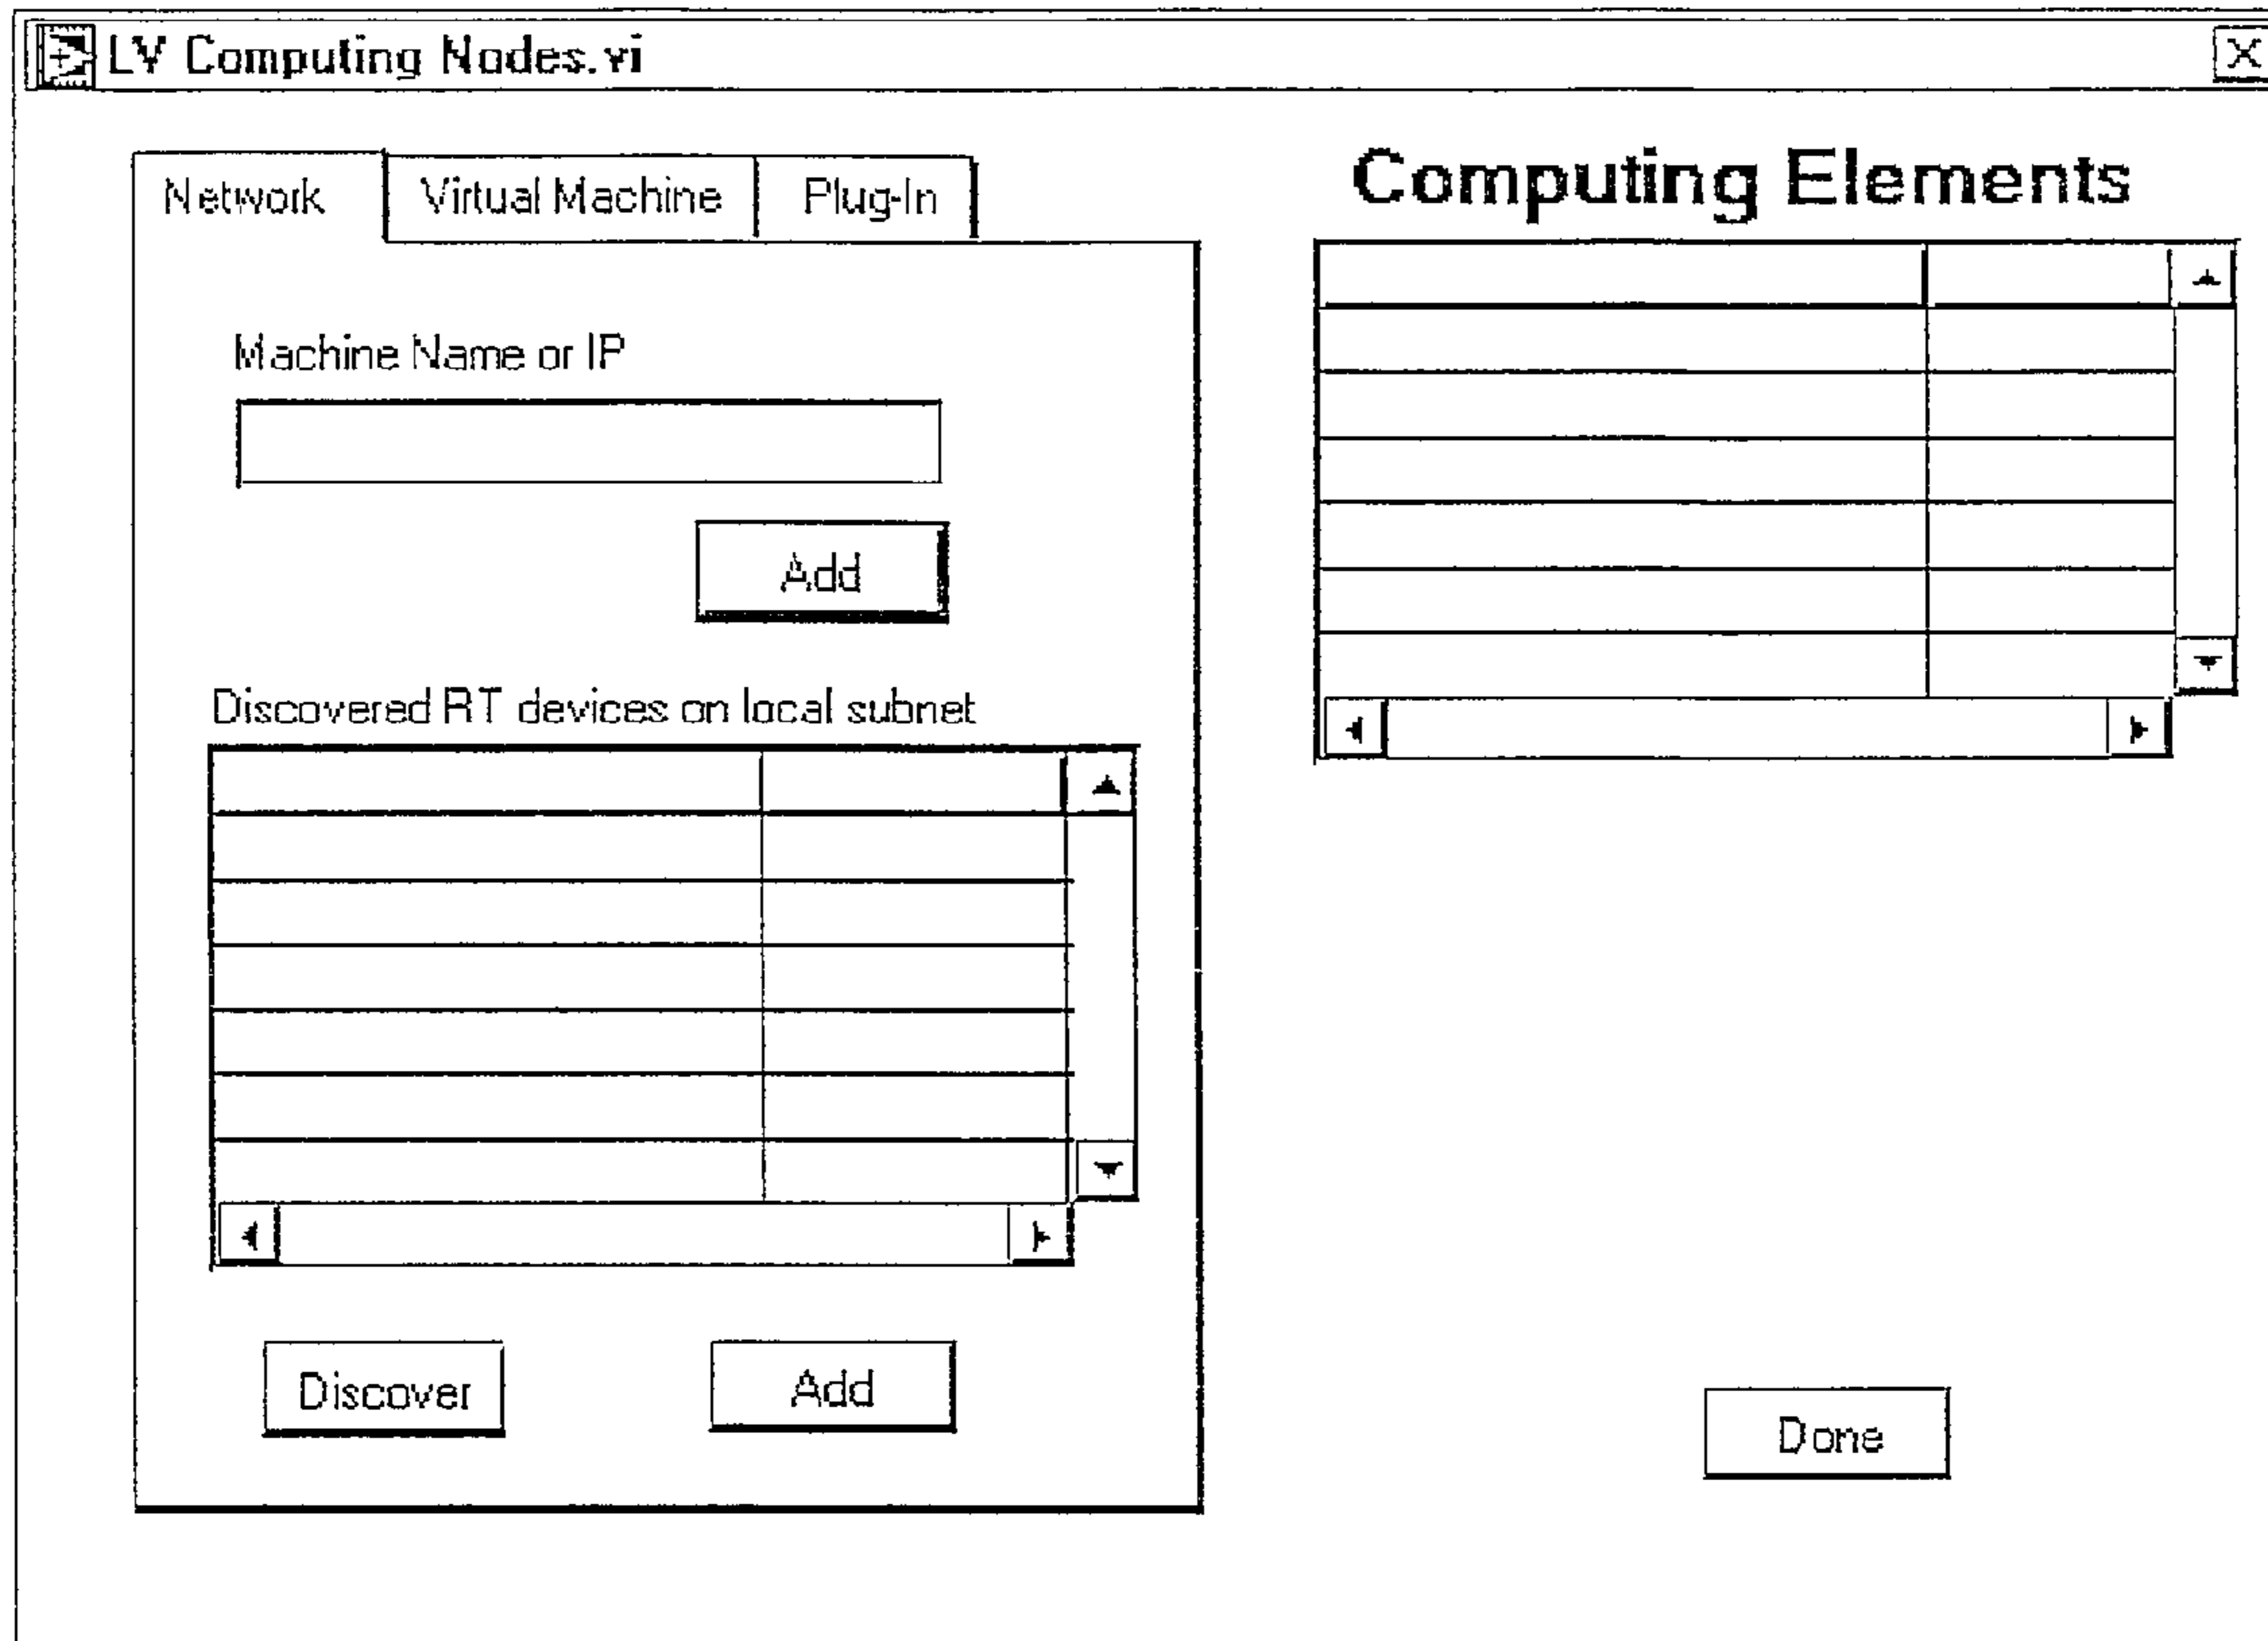 LV Computing Nodes.vi
Network
Virtual Machine
Plug-In
Machine Name or IP
Add
Discovered RT devices on local subnet
Discover
Add
Computing Elements
Done